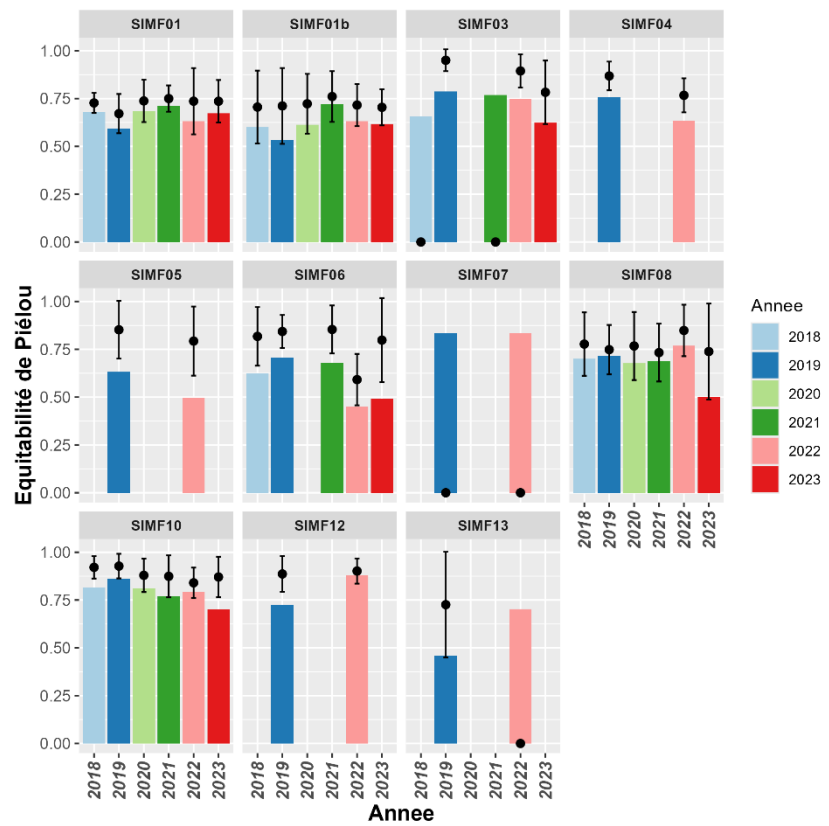 SIMF01 SIMF01b SIMF03 SIMF04
1.00
0.75
0.50
0.25
0.00
SIMF05 SIMF06 SIMF07 SIMF08
1.00
0.75
0.50
0.25
0.00
2018 2019 2020 2021 2022 2023
SIMF10 SIMF12 SIMF13
1.00
0.75
0.50
0.25
0.00
2018 2019 2020 2021 2022 2023 2018 2019 2020 2021 2022 2023 2018 2019 2020 2021 2022 2023
Equitabilité de Piélou
Annee
Annee
2018
2019
2020
2021
2022
2023